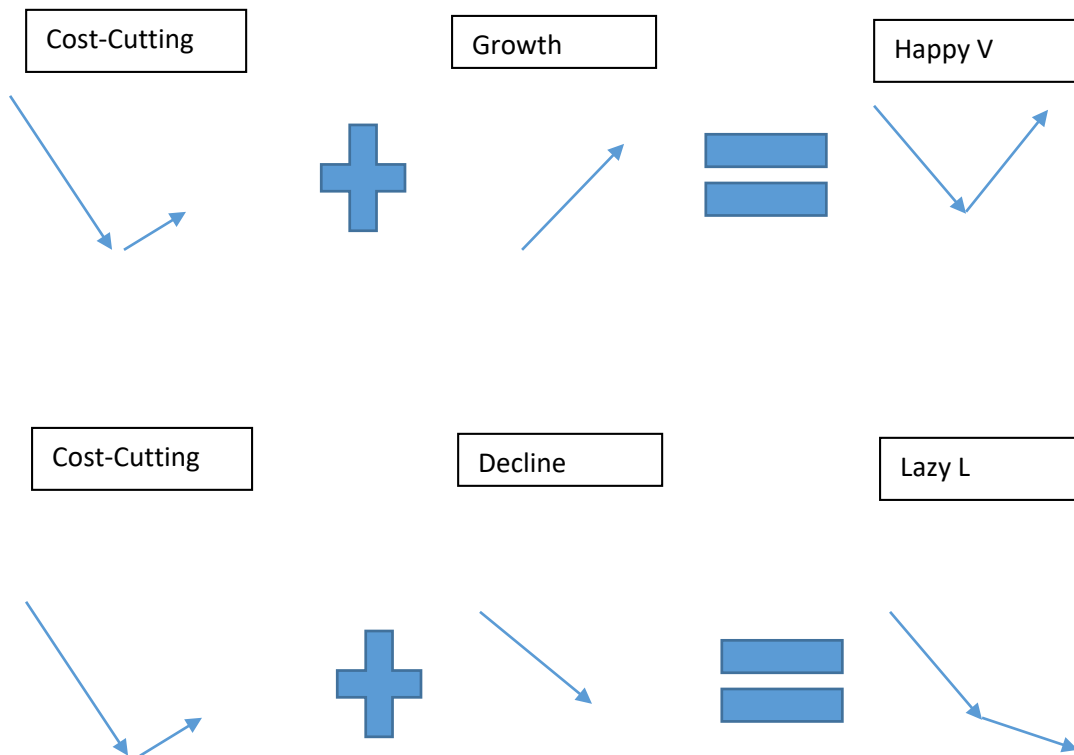 Cost-Cutting
Growth
Happy V
Cost-Cutting
Decline
Lazy L